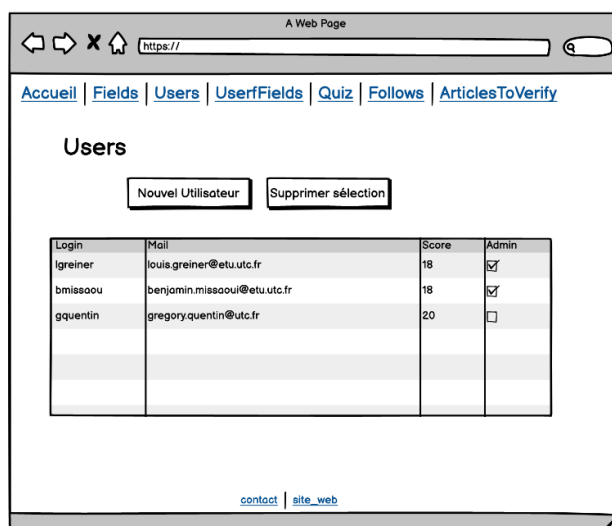 A Web Page
https://
Accueil | Fields | Users | UserfFields | Quiz | Follows | ArticlesToVerify
Users
Nouvel Utilisateur Supprimer sélection
Login Mail Score Admin
lgreiner louis.greiner@etu.utc.fr 18
bmissaou benjamin.missaoui@etu.utc.fr 18
gquentin gregory.quentin@utc.fr 20
contact | site_web